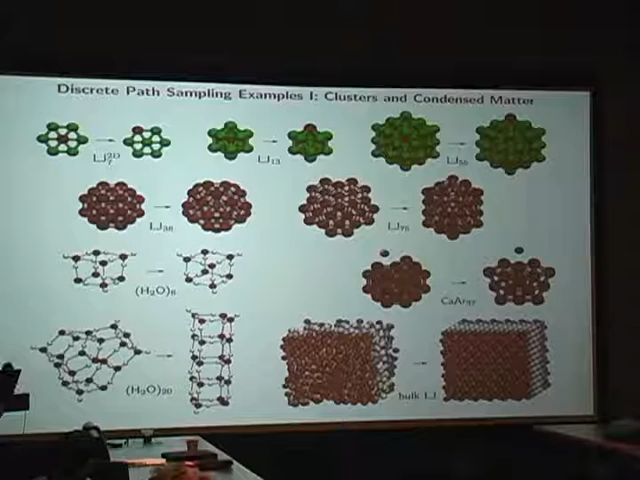 Discrete Path Sampling Examples I: Clusters and Condensed Matter
LJ₇²ᴰ
LJ₁₃
LJ₅₅
LJ₃₈
LJ₇₅
(H₂O)₈
CaAr₃₇
(H₂O)₂₀
bulk LJ